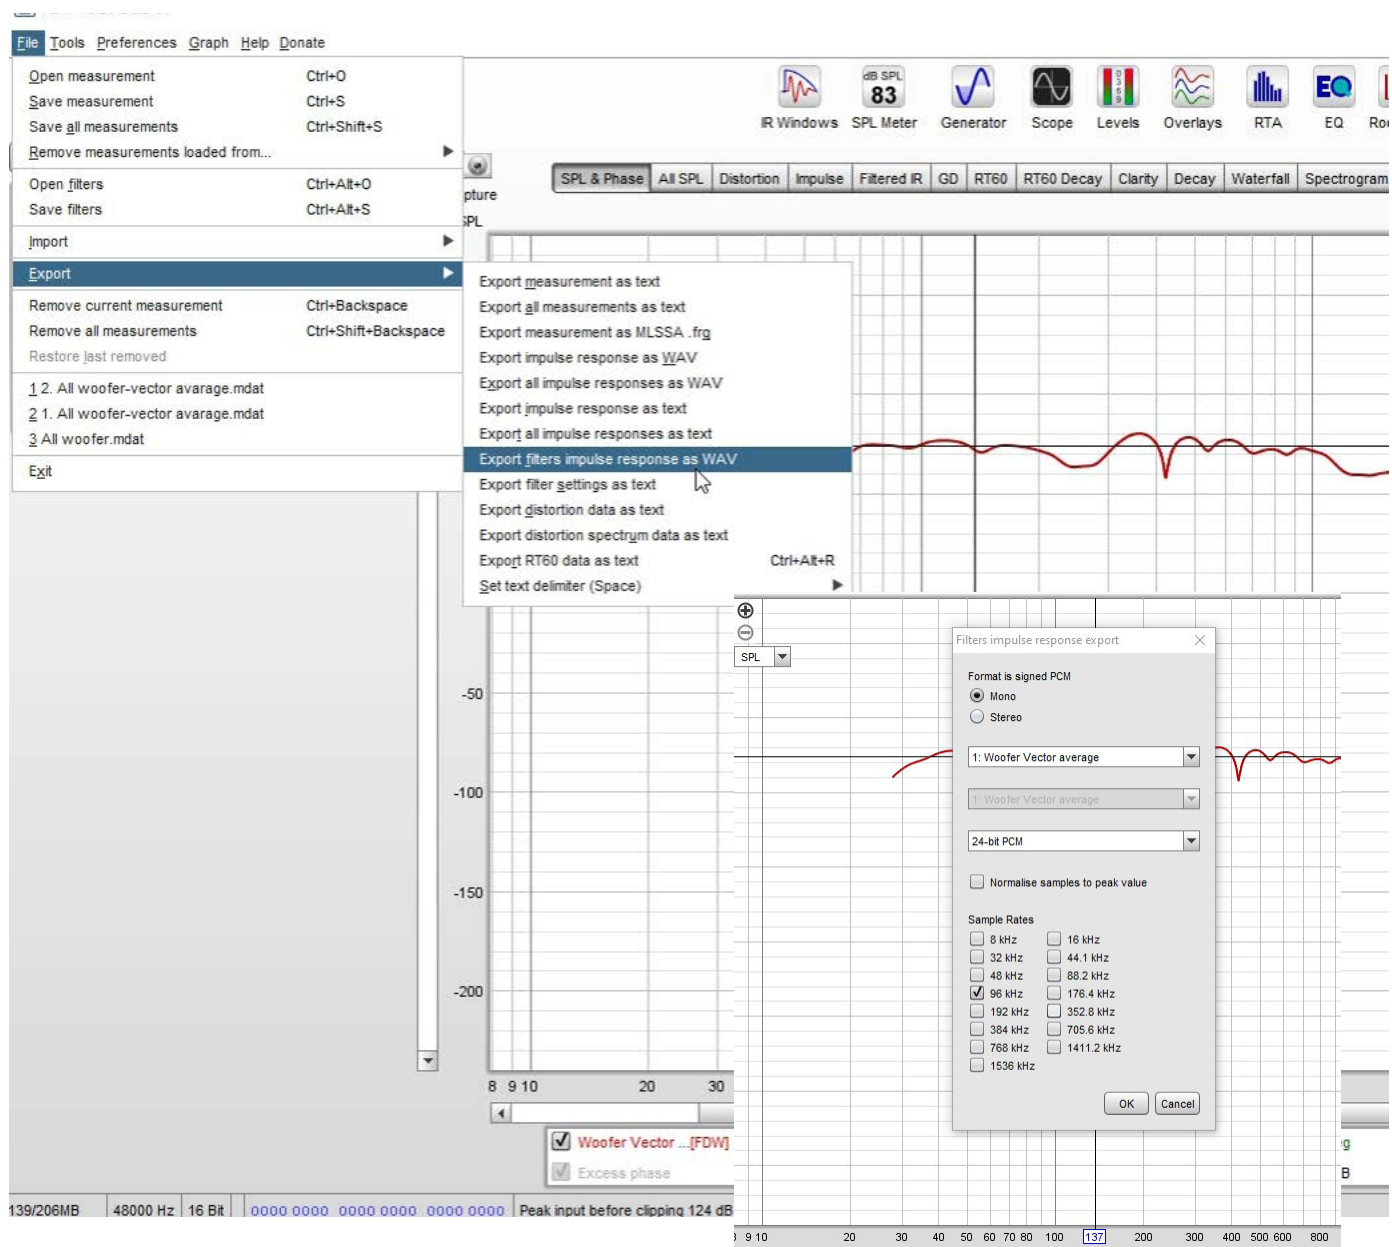 File Tools Preferences Graph Help Donate
Open measurement Ctrl+O
Save measurement Ctrl+S
Save all measurements Ctrl+Shift+S
Remove measurements loaded from...
Open filters Ctrl+Alt+O
Save filters Ctrl+Alt+S
Import
Export
Remove current measurement Ctrl+Backspace
Remove all measurements Ctrl+Shift+Backspace
Restore last removed
1 2. All woofer-vector avarage.mdat
2 1. All woofer-vector avarage.mdat
3 All woofer.mdat
Exit
dB SPL
83
IR Windows SPL Meter Generator Scope Levels Overlays RTA EQ
EQ
pture
SPL
SPL & Phase All SPL Distortion Impulse Filtered IR GD RT60 RT60 Decay Clarity Decay Waterfall Spectrogram
Export measurement as text
Export all measurements as text
Export measurement as MLSSA .frg
Export impulse response as WAV
Export all impulse responses as WAV
Export impulse response as text
Export all impulse responses as text
Export filters impulse response as WAV
Export filter settings as text
Export distortion data as text
Export distortion spectrum data as text
Export RT60 data as text Ctrl+Alt+R
Set text delimiter (Space)
-50
-100
-150
-200
8 9 10 20 30
Woofer Vector ...[FDW]
Excess phase
139/206MB 48000 Hz 16 Bit 0000 0000 0000 0000 0000 0000 Peak input before clipping 124 dB
SPL
Filters impulse response export
Format is signed PCM
Mono
Stereo
1: Woofer Vector average
1: Woofer Vector average
24-bit PCM
Normalise samples to peak value
Sample Rates
8 kHz 16 kHz
32 kHz 44.1 kHz
48 kHz 88.2 kHz
96 kHz 176.4 kHz
192 kHz 352.8 kHz
384 kHz 705.6 kHz
768 kHz 1411.2 kHz
1536 kHz
OK Cancel
9 10 20 30 40 50 60 70 80 100 137 200 300 400 500 600 800